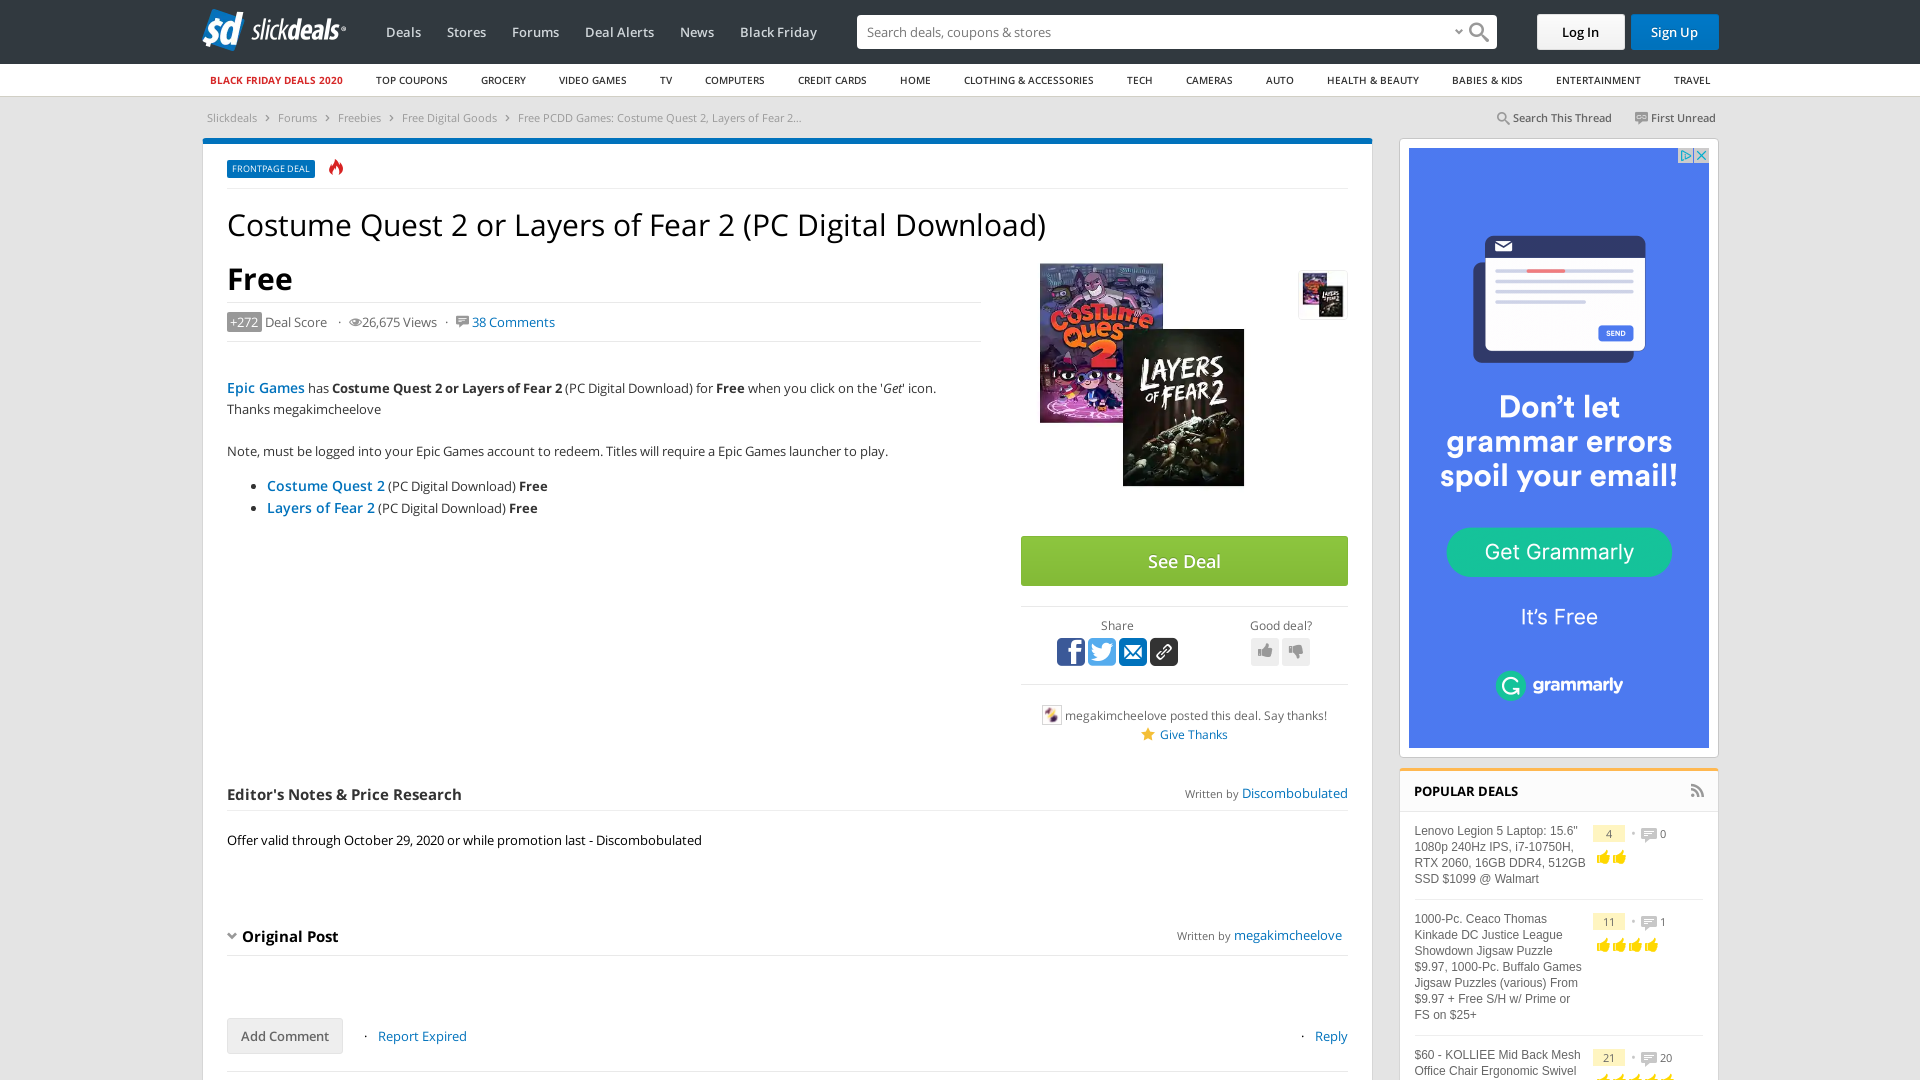 slickdeals
Deals
Stores
Forums
Deal Alerts
News
Black Friday
Search deals, coupons & stores
Log In
Sign Up
BLACK FRIDAY DEALS 2020
TOP COUPONS
GROCERY
VIDEO GAMES
TV
COMPUTERS
CREDIT CARDS
HOME
CLOTHING & ACCESSORIES
TECH
CAMERAS
AUTO
HEALTH & BEAUTY
BABIES & KIDS
ENTERTAINMENT
TRAVEL
Slickdeals › Forums › Freebies › Free Digital Goods › Free PCDD Games: Costume Quest 2, Layers of Fear 2...
Search This Thread
First Unread
FRONTPAGE DEAL
Costume Quest 2 or Layers of Fear 2 (PC Digital Download)
Free
+272 Deal Score · 26,675 Views · 38 Comments
Epic Games has Costume Quest 2 or Layers of Fear 2 (PC Digital Download) for Free when you click on the 'Get' icon.
Thanks megakimcheelove
Note, must be logged into your Epic Games account to redeem. Titles will require a Epic Games launcher to play.
• Costume Quest 2 (PC Digital Download) Free
• Layers of Fear 2 (PC Digital Download) Free
COSTUME
QUEST
2
LAYERS
OF FEAR 2
See Deal
Share
Good deal?
megakimcheelove posted this deal. Say thanks!
Give Thanks
Editor's Notes & Price Research
Written by Discombobulated
Offer valid through October 29, 2020 or while promotion last - Discombobulated
Original Post
Written by megakimcheelove
Add Comment
· Report Expired
· Reply
SEND
Don't let
grammar errors
spoil your email!
Get Grammarly
It's Free
grammarly
POPULAR DEALS
Lenovo Legion 5 Laptop: 15.6"
1080p 240Hz IPS, i7-10750H,
RTX 2060, 16GB DDR4, 512GB
SSD $1099 @ Walmart
4 • 0
1000-Pc. Ceaco Thomas
Kinkade DC Justice League
Showdown Jigsaw Puzzle
$9.97, 1000-Pc. Buffalo Games
Jigsaw Puzzles (various) From
$9.97 + Free S/H w/ Prime or
FS on $25+
11 • 1
$60 - KOLLIEE Mid Back Mesh
Office Chair Ergonomic Swivel
21 • 20